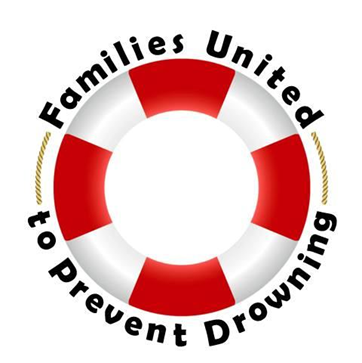 Families United
to Prevent Drowning